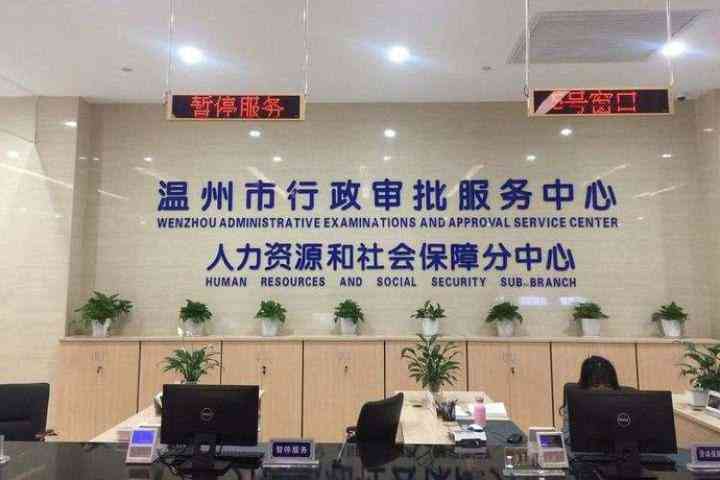 暂停服务
号窗口
温州市行政审批服务中心
WENZHOU ADMINISTRATIVE EXAMINATIONS AND APPROVAL SERVICE CENTER
人力资源和社会保障分中心
HUMAN RESOURCES AND SOCIAL SECURITY SUB-BRANCH
DELL
DELL
暂停服务